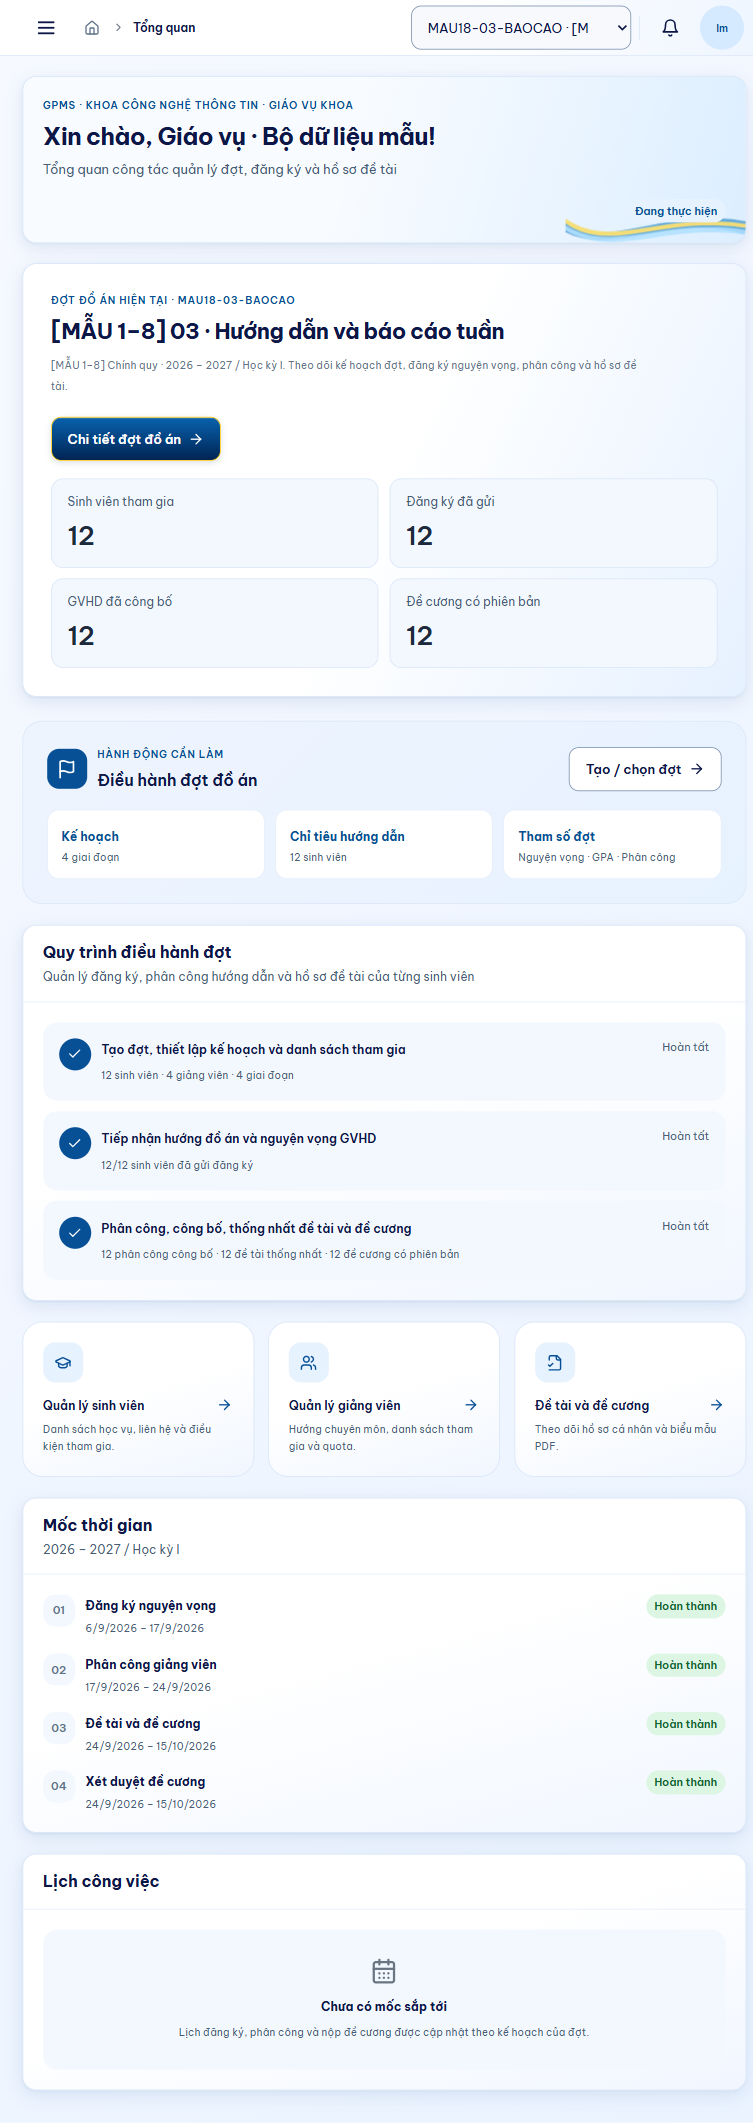 Tổng quan
MAU18-03-BAOCAO · [M
lm
GPMS · KHOA CÔNG NGHỆ THÔNG TIN · GIÁO VỤ KHOA
Xin chào, Giáo vụ · Bộ dữ liệu mẫu!
Tổng quan công tác quản lý đợt, đăng ký và hồ sơ đề tài
Đang thực hiện
ĐỢT ĐỒ ÁN HIỆN TẠI · MAU18-03-BAOCAO
[MẪU 1–8] 03 · Hướng dẫn và báo cáo tuần
[MẪU 1–8] Chính quy · 2026 – 2027 / Học kỳ I. Theo dõi kế hoạch đợt, đăng ký nguyện vọng, phân công và hồ sơ đề
tài.
Chi tiết đợt đồ án
Sinh viên tham gia
12
Đăng ký đã gửi
12
GVHD đã công bố
12
Đề cương có phiên bản
12
HÀNH ĐỘNG CẦN LÀM
Điều hành đợt đồ án
Tạo / chọn đợt
Kế hoạch
4 giai đoạn
Chỉ tiêu hướng dẫn
12 sinh viên
Tham số đợt
Nguyện vọng · GPA · Phân công
Quy trình điều hành đợt
Quản lý đăng ký, phân công hướng dẫn và hồ sơ đề tài của từng sinh viên
Tạo đợt, thiết lập kế hoạch và danh sách tham gia
Hoàn tất
12 sinh viên · 4 giảng viên · 4 giai đoạn
Tiếp nhận hướng đồ án và nguyện vọng GVHD
Hoàn tất
12/12 sinh viên đã gửi đăng ký
Phân công, công bố, thống nhất đề tài và đề cương
Hoàn tất
12 phân công công bố · 12 đề tài thống nhất · 12 đề cương có phiên bản
Quản lý sinh viên
Danh sách học vụ, liên hệ và điều
kiện tham gia.
Quản lý giảng viên
Hướng chuyên môn, danh sách tham
gia và quota.
Đề tài và đề cương
Theo dõi hồ sơ cá nhân và biểu mẫu
PDF.
Mốc thời gian
2026 – 2027 / Học kỳ I
01
Đăng ký nguyện vọng
Hoàn thành
6/9/2026 – 17/9/2026
02
Phân công giảng viên
Hoàn thành
17/9/2026 – 24/9/2026
03
Đề tài và đề cương
Hoàn thành
24/9/2026 – 15/10/2026
04
Xét duyệt đề cương
Hoàn thành
24/9/2026 – 15/10/2026
Lịch công việc
Chưa có mốc sắp tới
Lịch đăng ký, phân công và nộp đề cương được cập nhật theo kế hoạch của đợt.